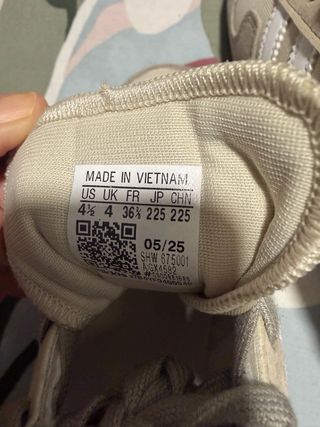 MADE IN VIETNAM
US UK FR JP CHN
4½ 4 36⅔ 225 225
05/25
SHW 675001